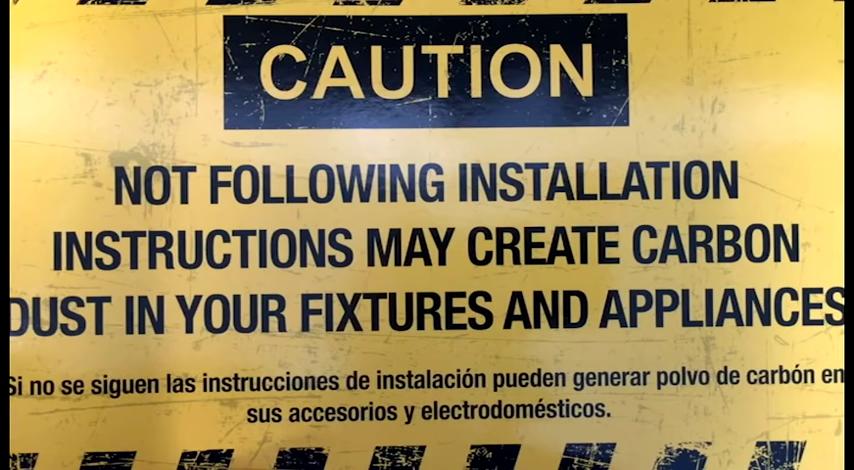 CAUTION
NOT FOLLOWING INSTALLATION
INSTRUCTIONS MAY CREATE CARBON
DUST IN YOUR FIXTURES AND APPLIANCES
Si no se siguen las instrucciones de instalación pueden generar polvo de carbón en
sus accesorios y electrodomésticos.